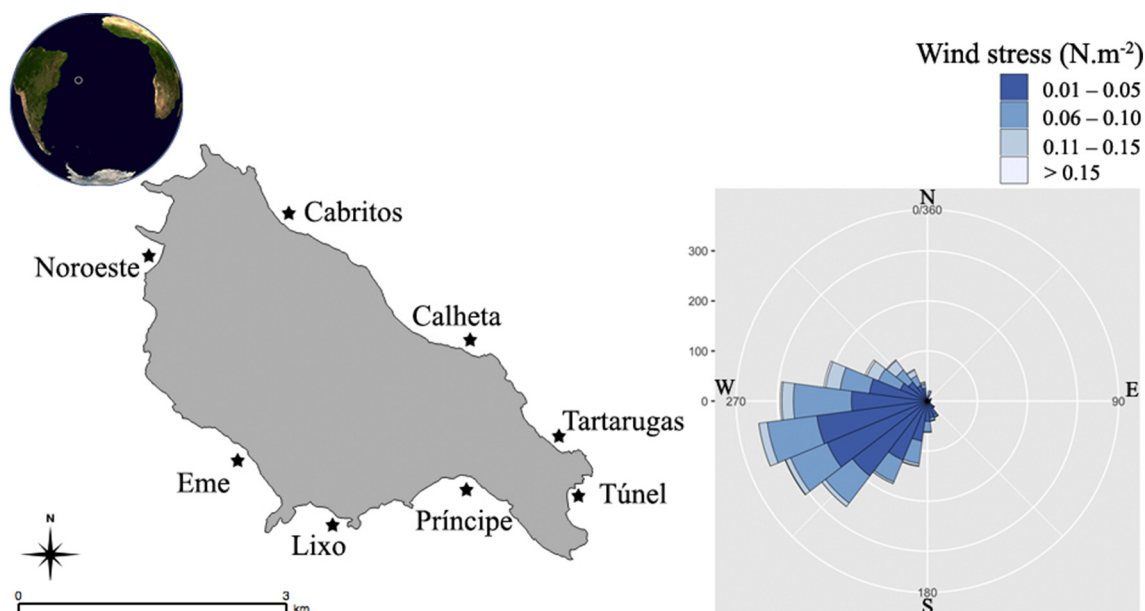 Wind stress (N.m-2)
0.01 – 0.05
0.06 – 0.10
0.11 – 0.15
> 0.15
Cabritos
Noroeste
Calheta
Tartarugas
Eme
Túnel
Príncipe
Lixo
N
0
3
km
N
0/360
300
200
100
0
W
270
90
E
180
S